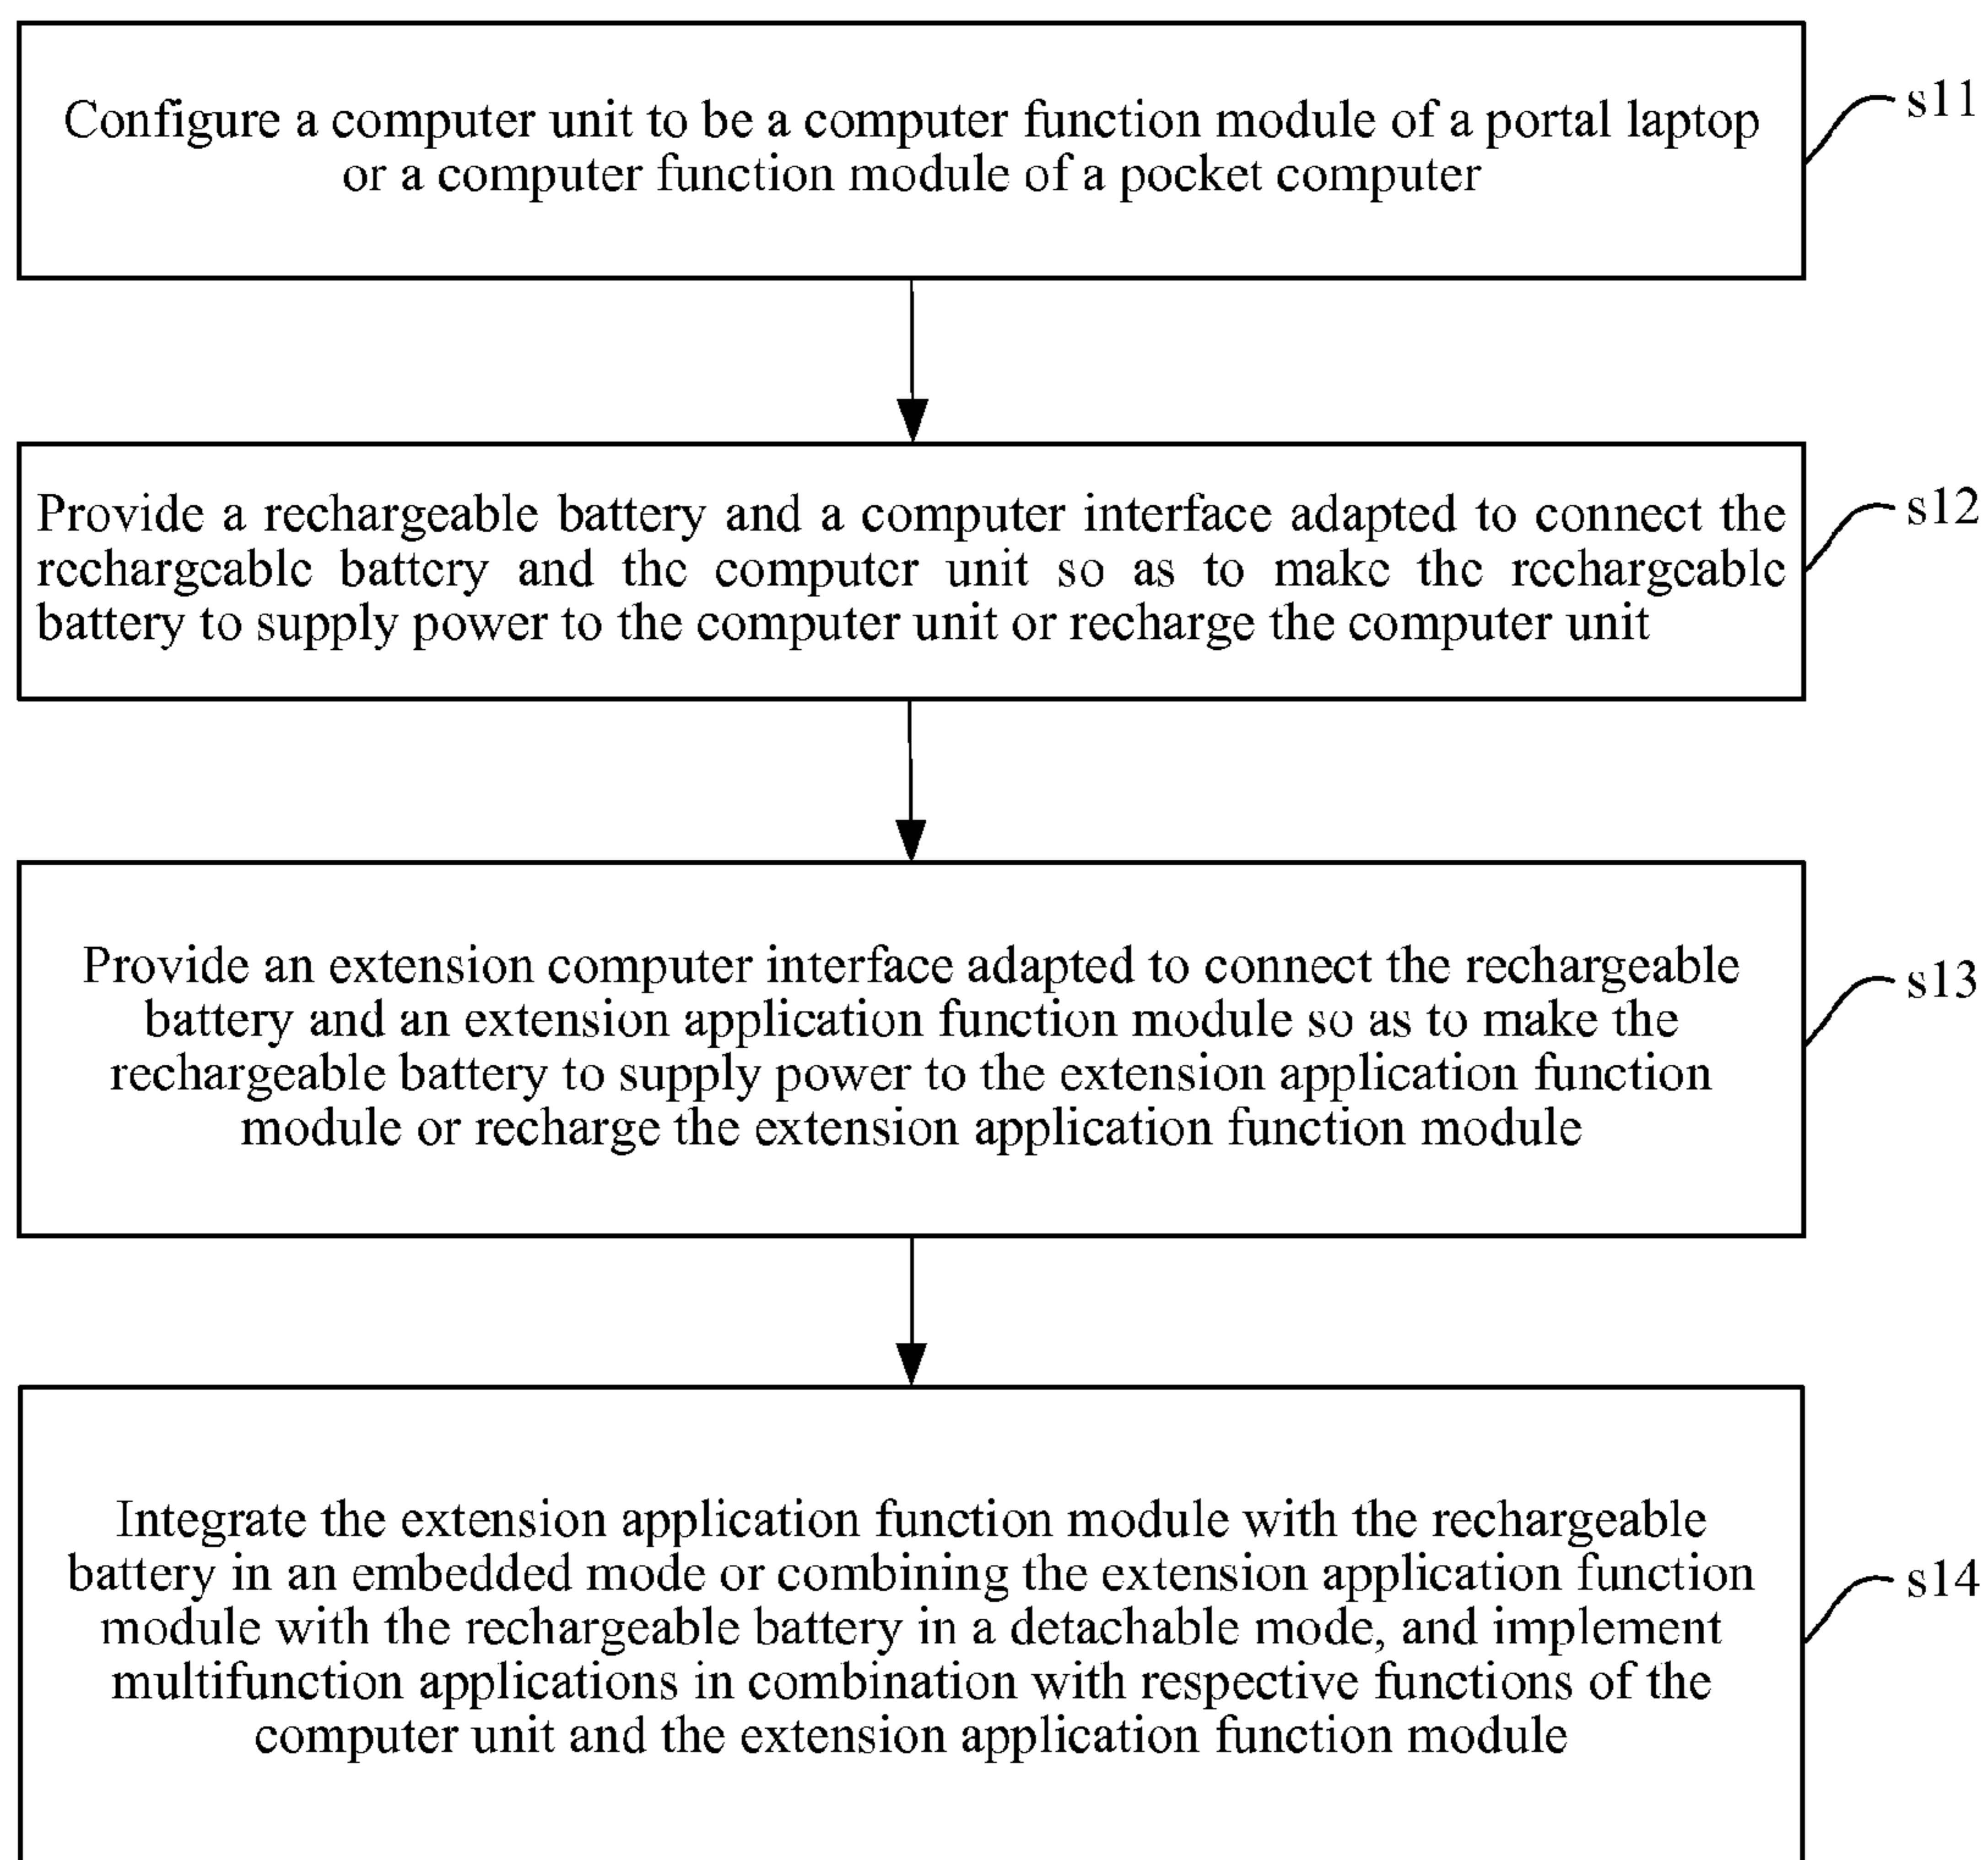 Configure a computer unit to be a computer function module of a portal laptop
or a computer function module of a pocket computer
s11
Provide a rechargeable battery and a computer interface adapted to connect the
rechargeable battery and the computer unit so as to make the rechargeable
battery to supply power to the computer unit or recharge the computer unit
s12
Provide an extension computer interface adapted to connect the rechargeable
battery and an extension application function module so as to make the
rechargeable battery to supply power to the extension application function
module or recharge the extension application function module
s13
Integrate the extension application function module with the rechargeable
battery in an embedded mode or combining the extension application function
module with the rechargeable battery in a detachable mode, and implement
multifunction applications in combination with respective functions of the
computer unit and the extension application function module
s14